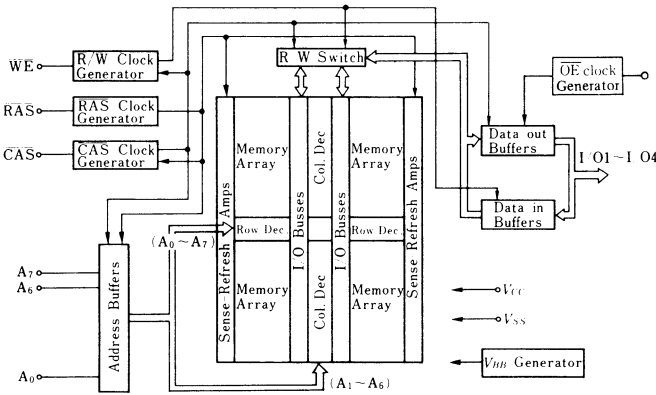 WE
R/W Clock
Generator
RAS
RAS Clock
Generator
CAS
CAS Clock
Generator
R W Switch
OE clock
Generator
Data out
Buffers
I/O1~I O4
Data in
Buffers
Sense-Refresh Amps
Memory
Array
I/O Busses
Col. Dec
I/O Busses
Memory
Array
Sense Refresh Amps
Row Dec.
Row Dec.
(A0~A7)
Memory
Array
Col. Dec
Memory
Array
A7
A6
A0
Address Buffers
(A1~A6)
VCC
VSS
VBB Generator